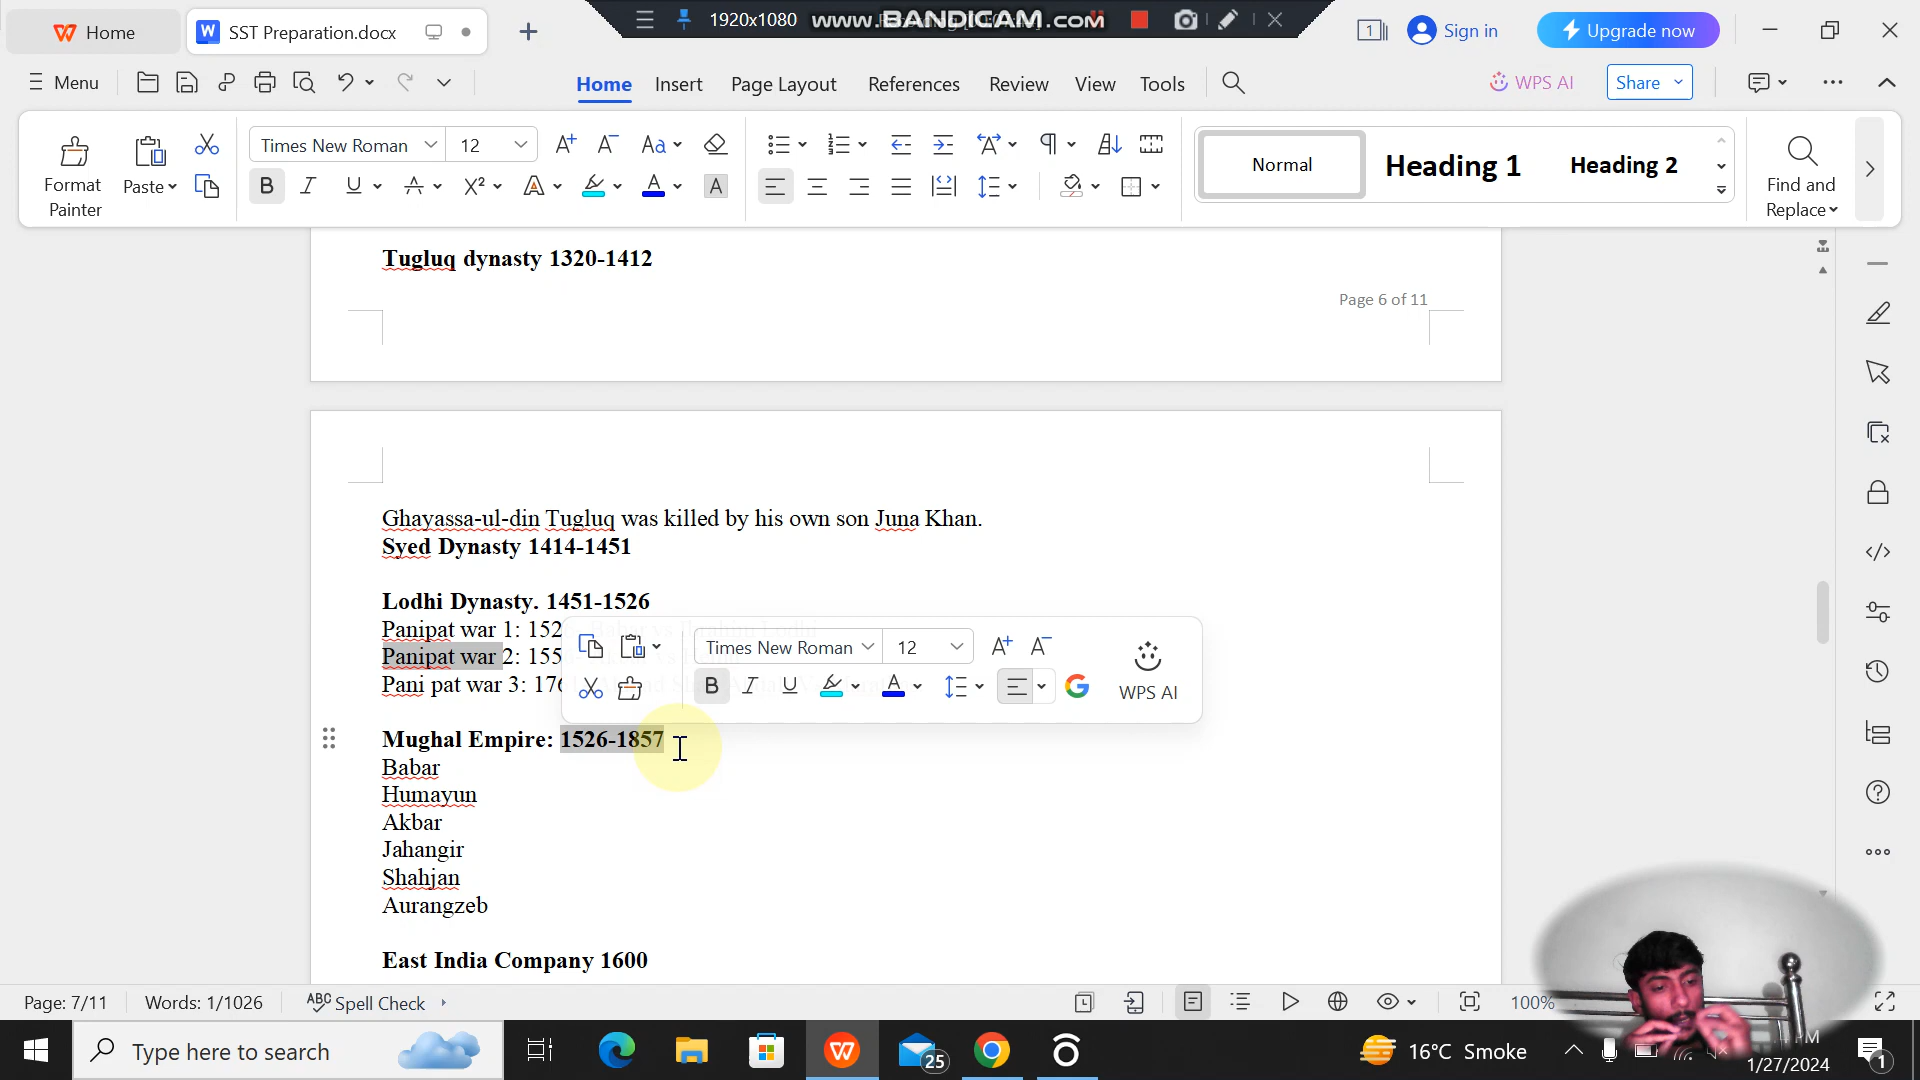 Home
SST Preparation.docx
1920x1080
www.BANDICAM.com
1
Sign in
Upgrade now
Menu
Home
Insert
Page Layout
References
Review
View
Tools
WPS AI
Share
Format Painter
Paste
Times New Roman
12
Normal
Heading 1
Heading 2
Find and Replace
Tugluq dynasty 1320-1412
Page 6 of 11
Ghayassa-ul-din Tugluq was killed by his own son Juna Khan.
Syed Dynasty 1414-1451
Lodhi Dynasty. 1451-1526
Panipat war 1: 152
Panipat war 2: 155
Pani pat war 3: 176
Times New Roman
12
WPS AI
Mughal Empire: 1526-1857
Babar
Humayun
Akbar
Jahangir
Shahjan
Aurangzeb
East India Company 1600
Page: 7/11
Words: 1/1026
Spell Check
100%
Type here to search
25
16°C Smoke
PM
1/27/2024
1